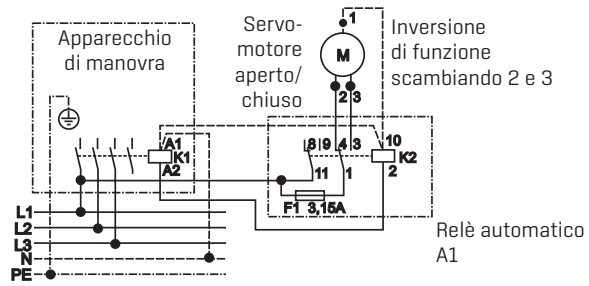 Apparecchio
di manovra
Servo-
motore
aperto/
chiuso
1
M
2 3
Inversione
di funzione
scambiando 2 e 3
A1
K1
A2
8 9 4 3
10
K2
11 1 2
F1 3,15A
L1
L2
L3
N
PE
Relè automatico
A1